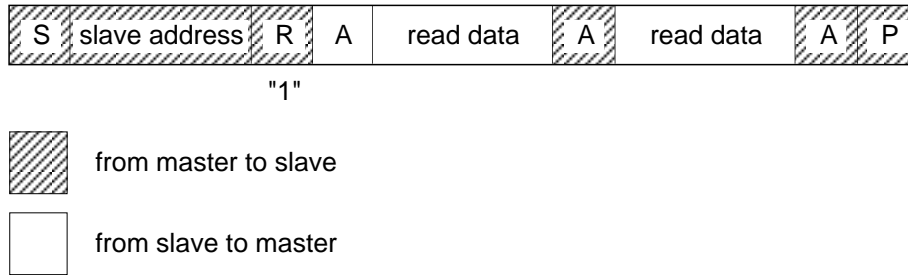 S slave address R A read data A read data A P
"1"
from master to slave
from slave to master